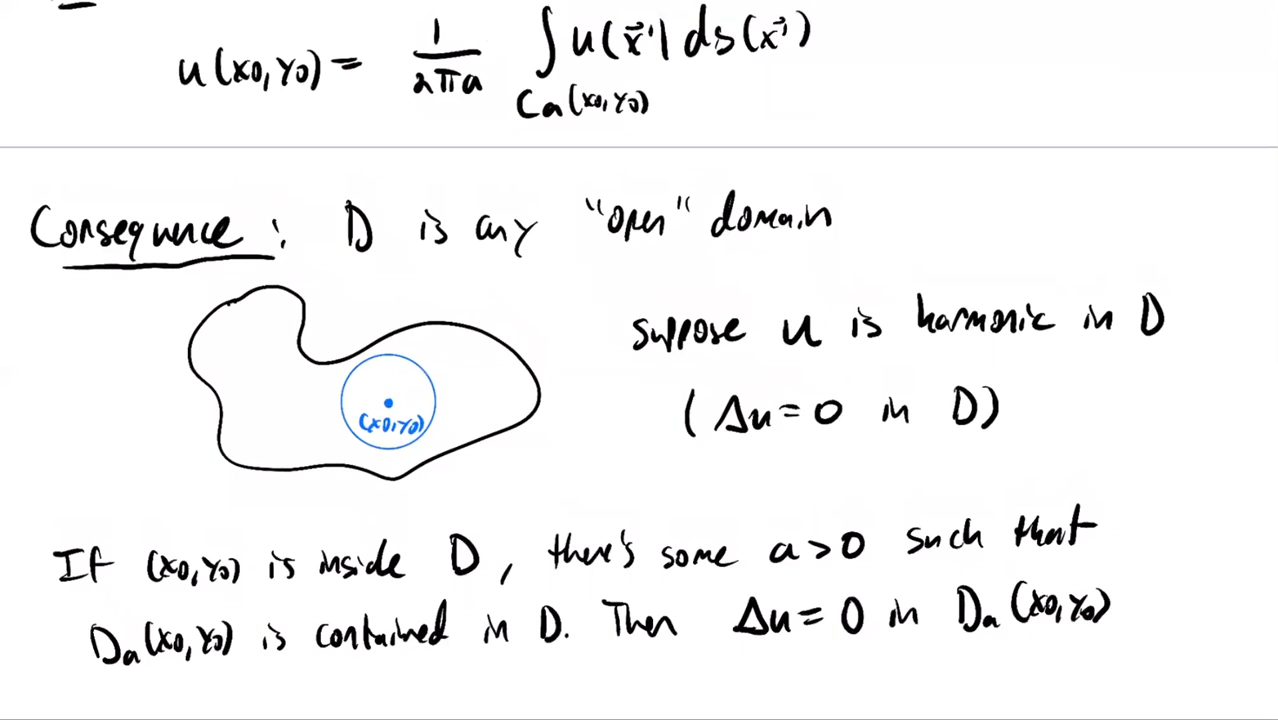 u(x0,y0) = 1/2πa ∫Ca(x0,y0) u(x⃗') ds(x⃗')
Consequence : D is any "open" domain
suppose u is harmonic in D
(x0,y0)
( Δu = 0 in D)
If (x0,y0) is inside D, there's some a>0 such that
Da(x0,y0) is contained in D. Then Δu = 0 in Da(x0,y0)